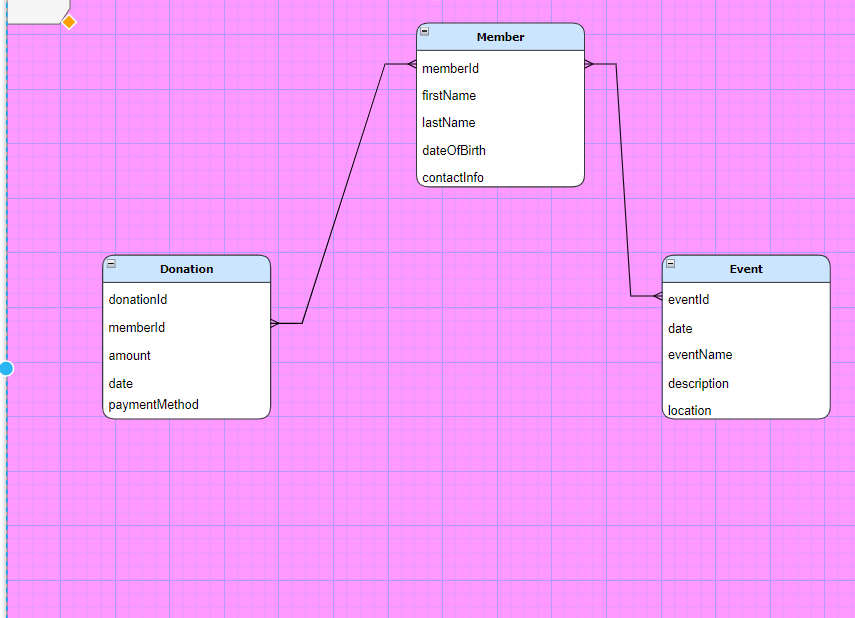 Member
memberId
firstName
lastName
dateOfBirth
contactInfo
Donation
donationId
memberId
amount
date
paymentMethod
Event
eventId
date
eventName
description
location